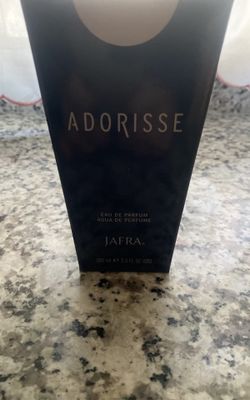 ADORISSE
EAU DE PARFUM
AGUA DE PERFUME
JAFRA